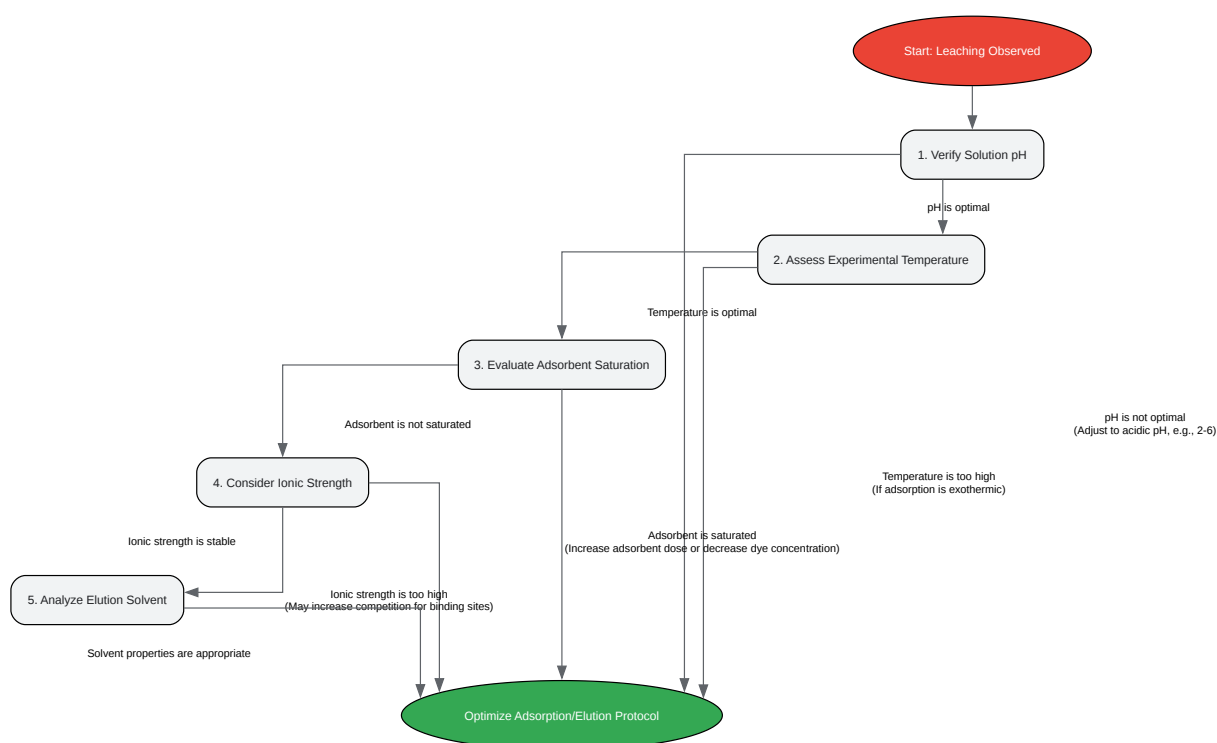 Start: Leaching Observed
1. Verify Solution pH
pH is optimal
2. Assess Experimental Temperature
Temperature is optimal
3. Evaluate Adsorbent Saturation
pH is not optimal
(Adjust to acidic pH, e.g., 2-6)
Adsorbent is not saturated
Temperature is too high
(If adsorption is exothermic)
4. Consider Ionic Strength
Adsorbent is saturated
(Increase adsorbent dose or decrease dye concentration)
Ionic strength is stable
5. Analyze Elution Solvent
Ionic strength is too high
(May increase competition for binding sites)
Solvent properties are appropriate
Optimize Adsorption/Elution Protocol